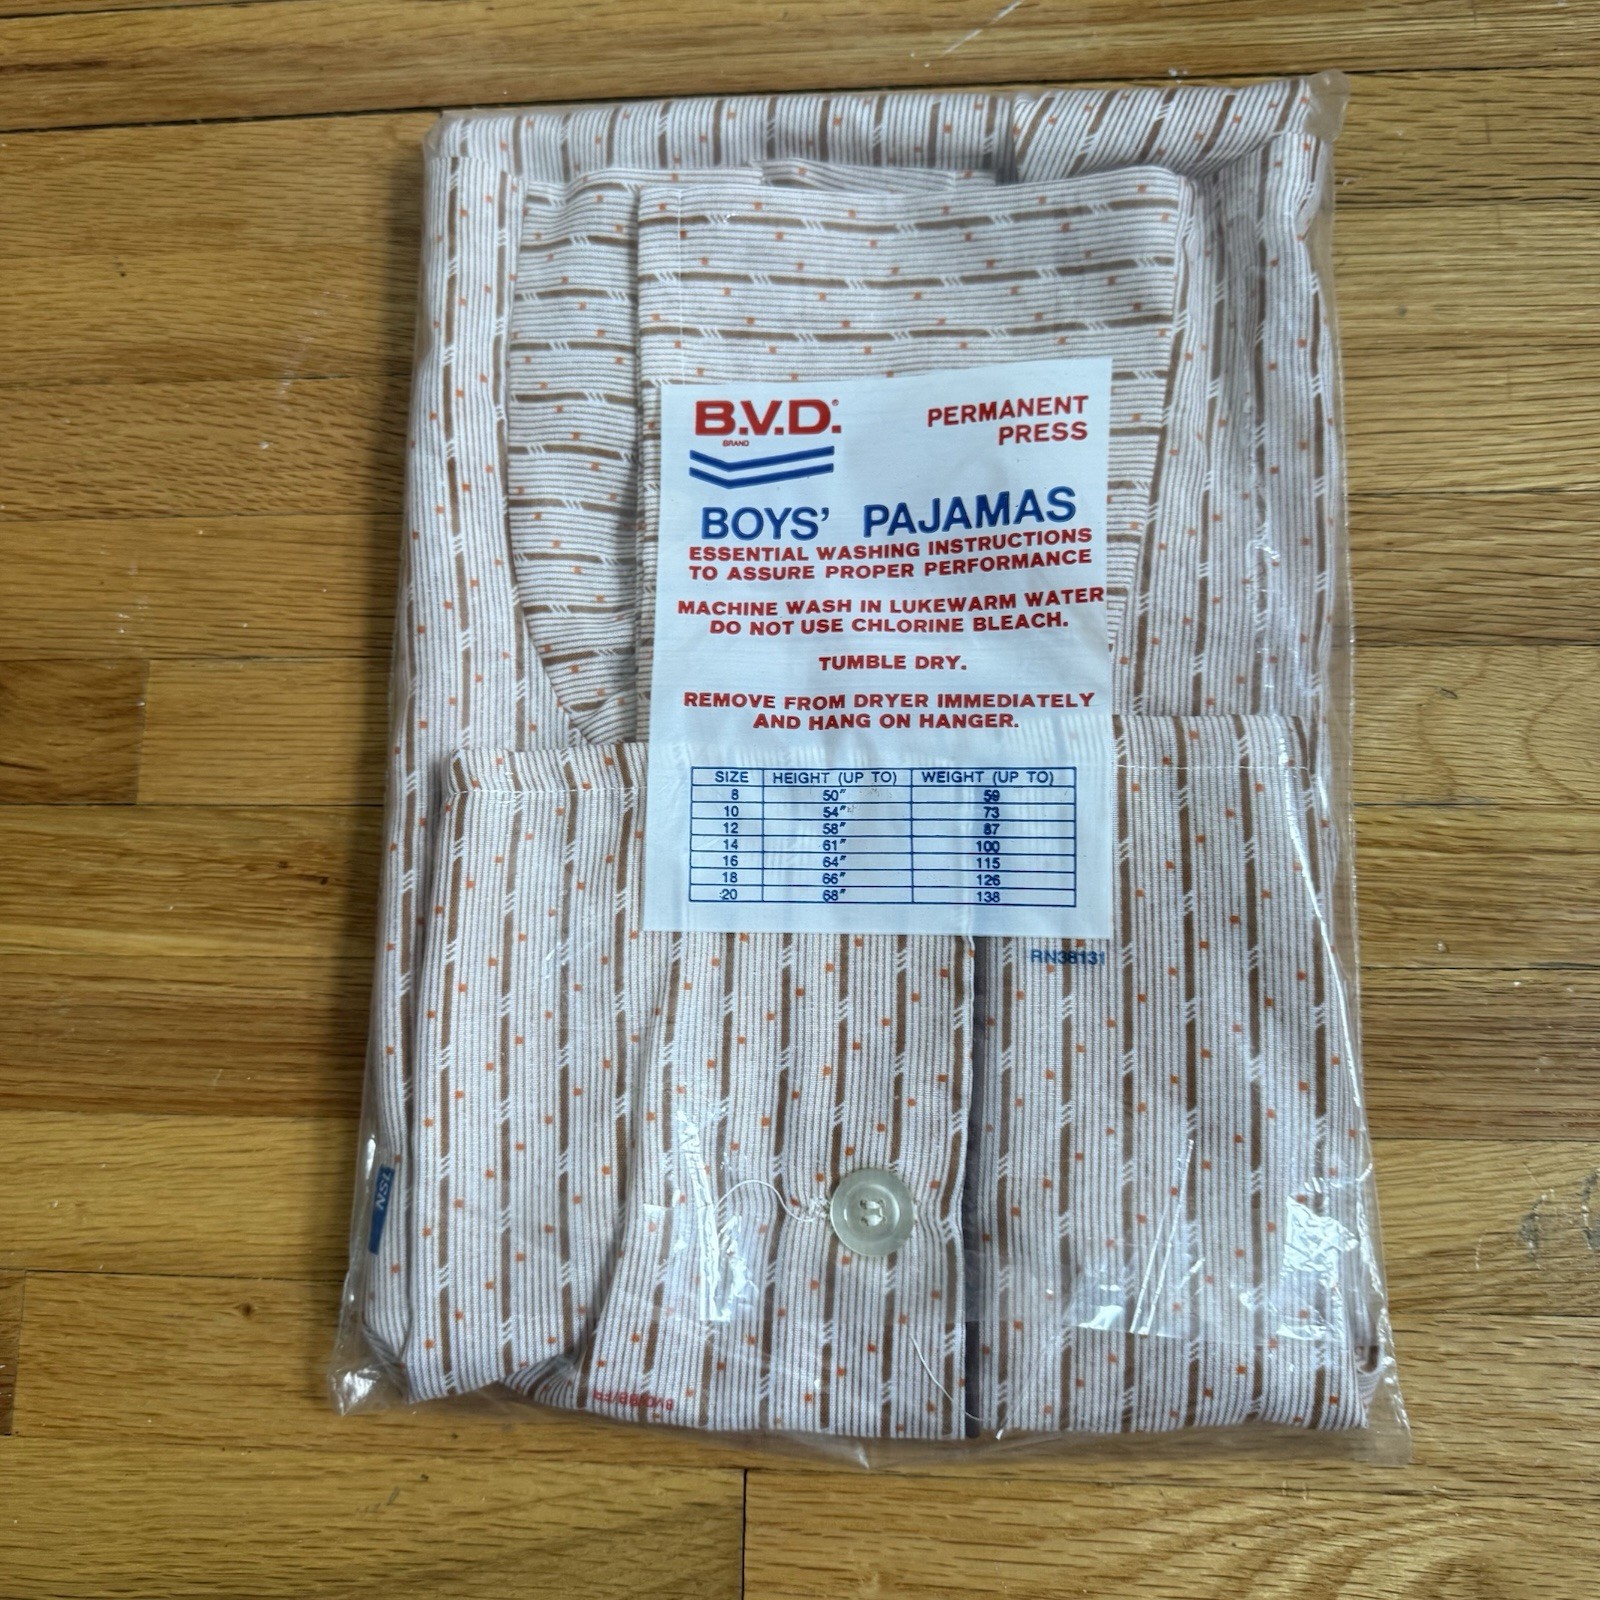 B.V.D.®
BRAND
PERMANENT
PRESS
BOYS' PAJAMAS
ESSENTIAL WASHING INSTRUCTIONS
TO ASSURE PROPER PERFORMANCE
MACHINE WASH IN LUKEWARM WATER
DO NOT USE CHLORINE BLEACH.
TUMBLE DRY.
REMOVE FROM DRYER IMMEDIATELY
AND HANG ON HANGER.
SIZE HEIGHT (UP TO) WEIGHT (UP TO)
8 50" 59
10 54" 73
12 58" 87
14 61" 100
16 64" 115
18 66" 126
20 68" 138
RN38131